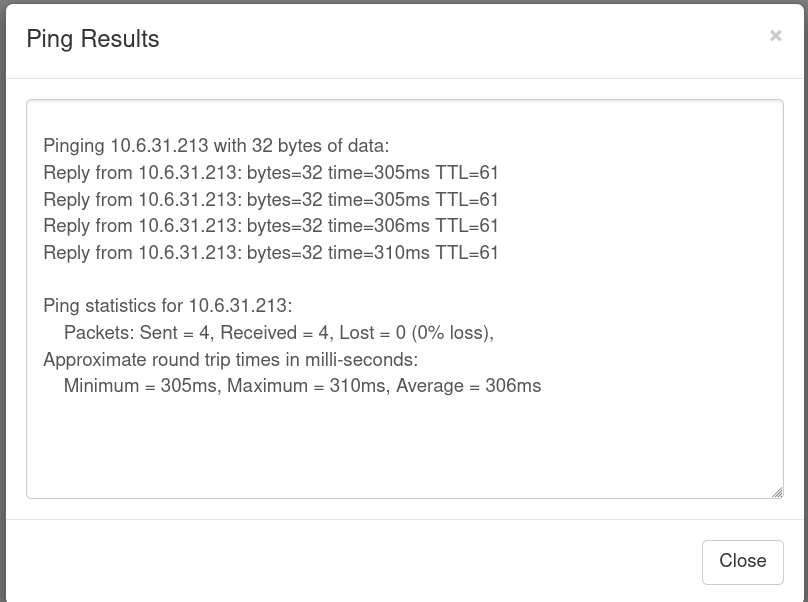 Ping Results
×
Pinging 10.6.31.213 with 32 bytes of data:
Reply from 10.6.31.213: bytes=32 time=305ms TTL=61
Reply from 10.6.31.213: bytes=32 time=305ms TTL=61
Reply from 10.6.31.213: bytes=32 time=306ms TTL=61
Reply from 10.6.31.213: bytes=32 time=310ms TTL=61
Ping statistics for 10.6.31.213:
Packets: Sent = 4, Received = 4, Lost = 0 (0% loss),
Approximate round trip times in milli-seconds:
Minimum = 305ms, Maximum = 310ms, Average = 306ms
Close